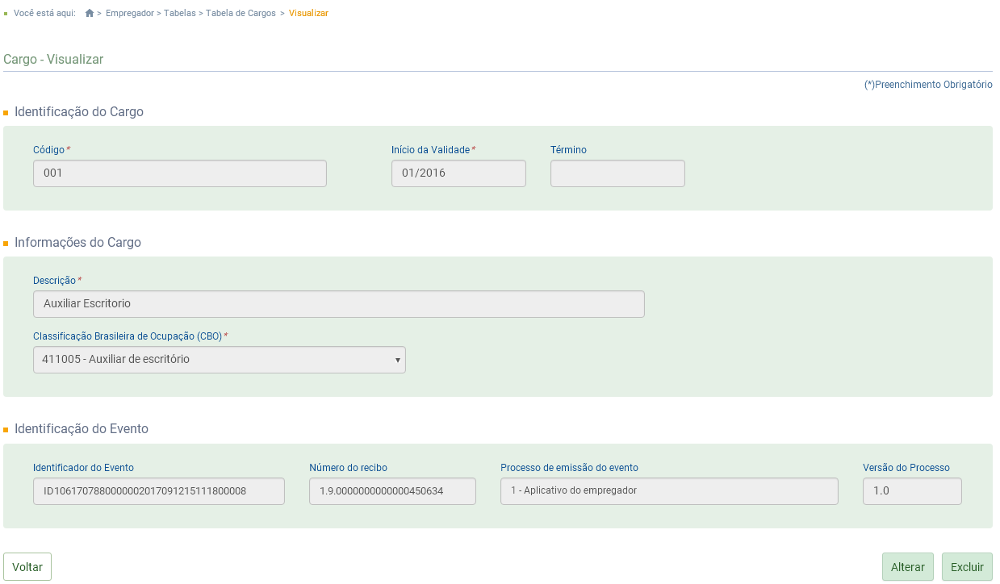 Você está aqui: > Empregador > Tabelas > Tabela de Cargos > Visualizar
Cargo - Visualizar
(*)Preenchimento Obrigatório
Identificação do Cargo
Código* Início da Validade* Término
001 01/2016
Informações do Cargo
Descrição*
Auxiliar Escritorio
Classificação Brasileira de Ocupação (CBO)*
411005 - Auxiliar de escritório
Identificação do Evento
Identificador do Evento Número do recibo Processo de emissão do evento Versão do Processo
ID1061707880000002017091215111800008 1.9.0000000000000450634 1 - Aplicativo do empregador 1.0
Voltar Alterar Excluir